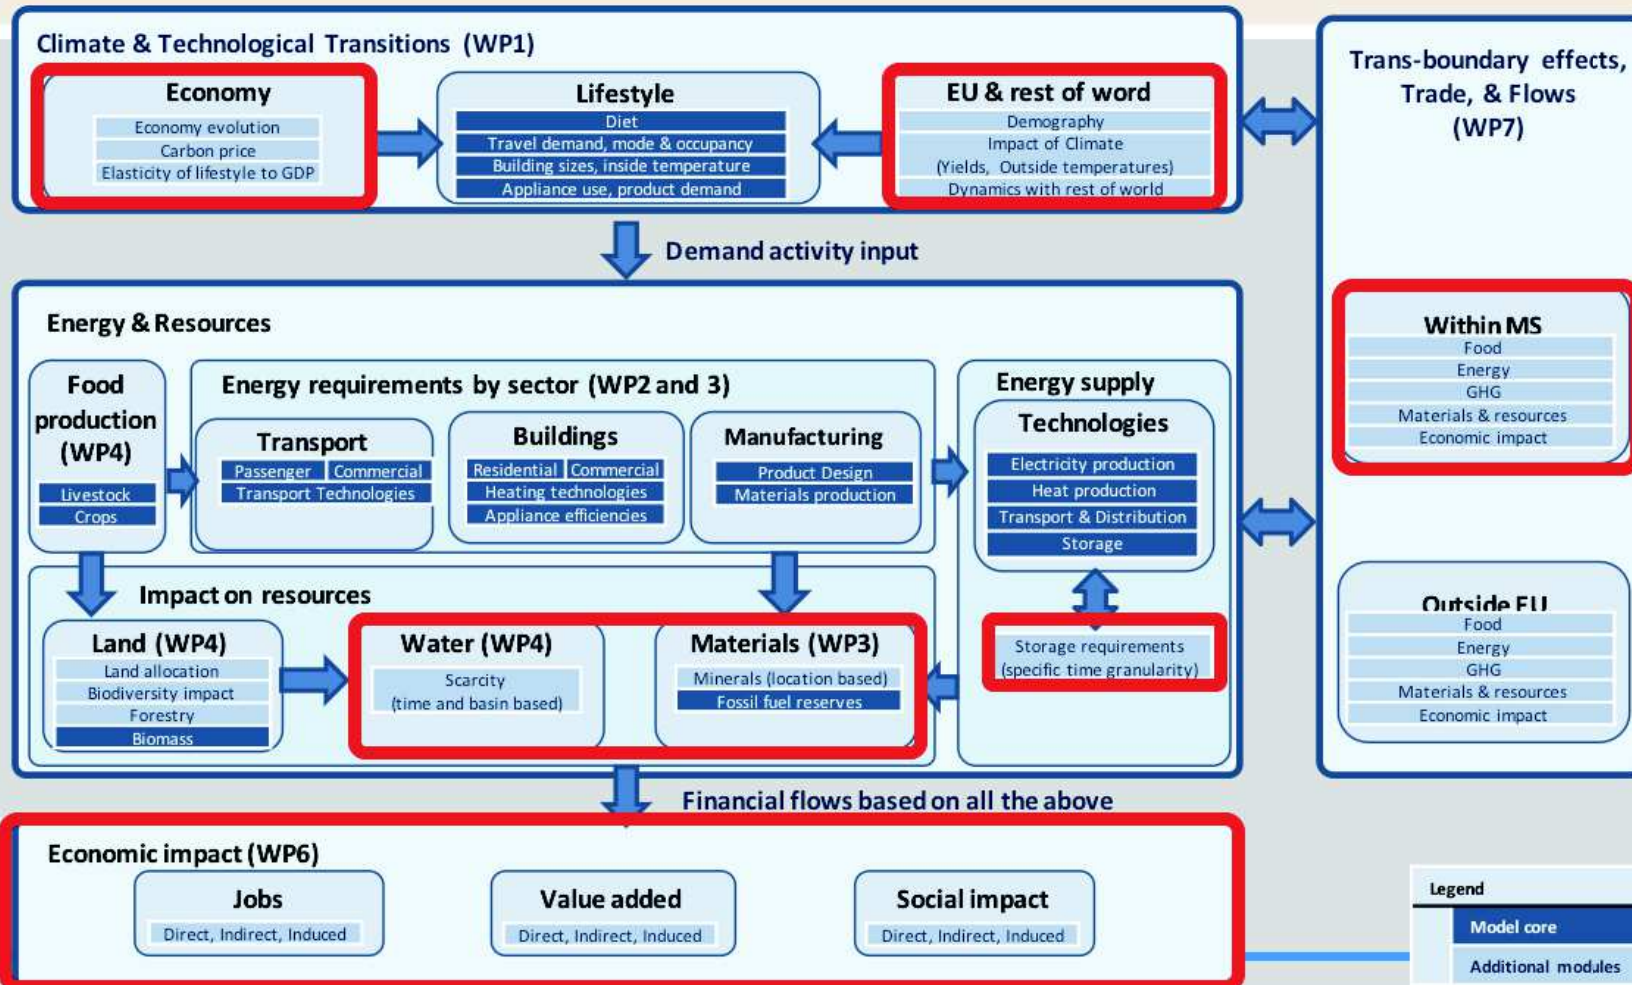 Climate & Technological Transitions (WP1)
Economy
Economy evolution
Carbon price
Elasticity of lifestyle to GDP
Lifestyle
Diet
Travel demand, mode & occupancy
Building sizes, inside temperature
Appliance use, product demand
EU & rest of word
Demography
Impact of Climate
(Yields, Outside temperatures)
Dynamics with rest of world
Trans-boundary effects,
Trade, & Flows
(WP7)
Demand activity input
Energy & Resources
Food
production
(WP4)
Livestock
Crops
Energy requirements by sector (WP2 and 3)
Transport
Passenger Commercial
Transport Technologies
Buildings
Residential Commercial
Heating technologies
Appliance efficiencies
Manufacturing
Product Design
Materials production
Energy supply
Technologies
Electricity production
Heat production
Transport & Distribution
Storage
Within MS
Food
Energy
GHG
Materials & resources
Economic impact
Impact on resources
Land (WP4)
Land allocation
Biodiversity impact
Forestry
Biomass
Water (WP4)
Scarcity
(time and basin based)
Materials (WP3)
Minerals (location based)
Fossil fuel reserves
Storage requirements
(specific time granularity)
Outside EU
Food
Energy
GHG
Materials & resources
Economic impact
Financial flows based on all the above
Economic impact (WP6)
Jobs
Direct, Indirect, Induced
Value added
Direct, Indirect, Induced
Social impact
Direct, Indirect, Induced
Legend
Model core
Additional modules